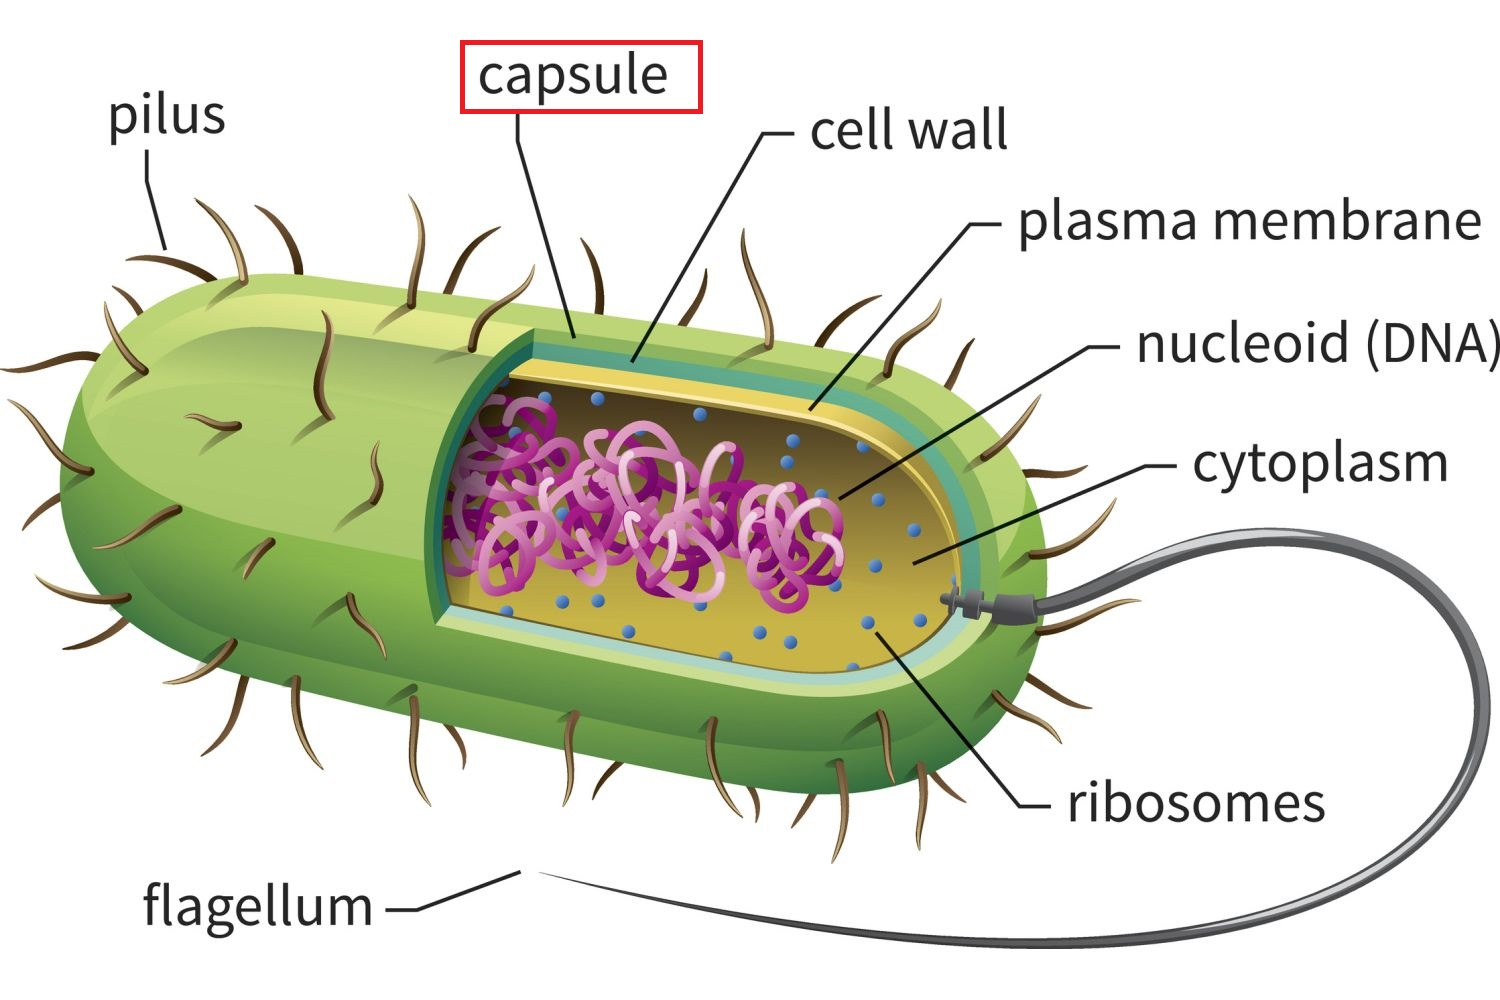 capsule
pilus
cell wall
plasma membrane
nucleoid (DNA)
cytoplasm
ribosomes
flagellum